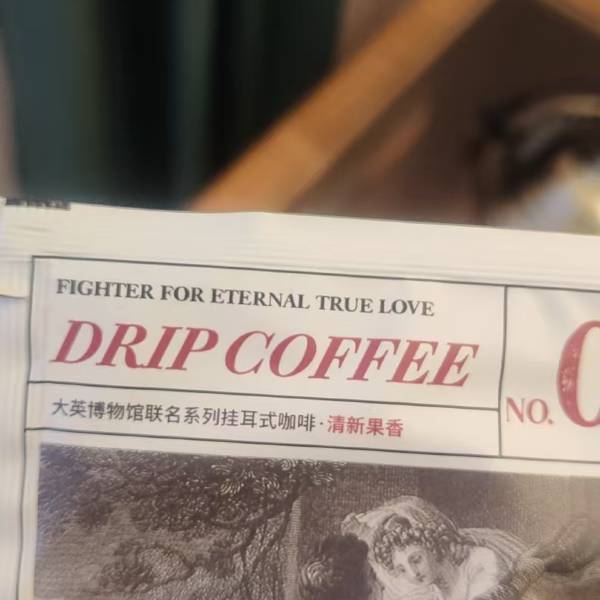 FIGHTER FOR ETERNAL TRUE LOVE
DRIP COFFEE
大英博物馆联名系列挂耳式咖啡·清新果香
NO.